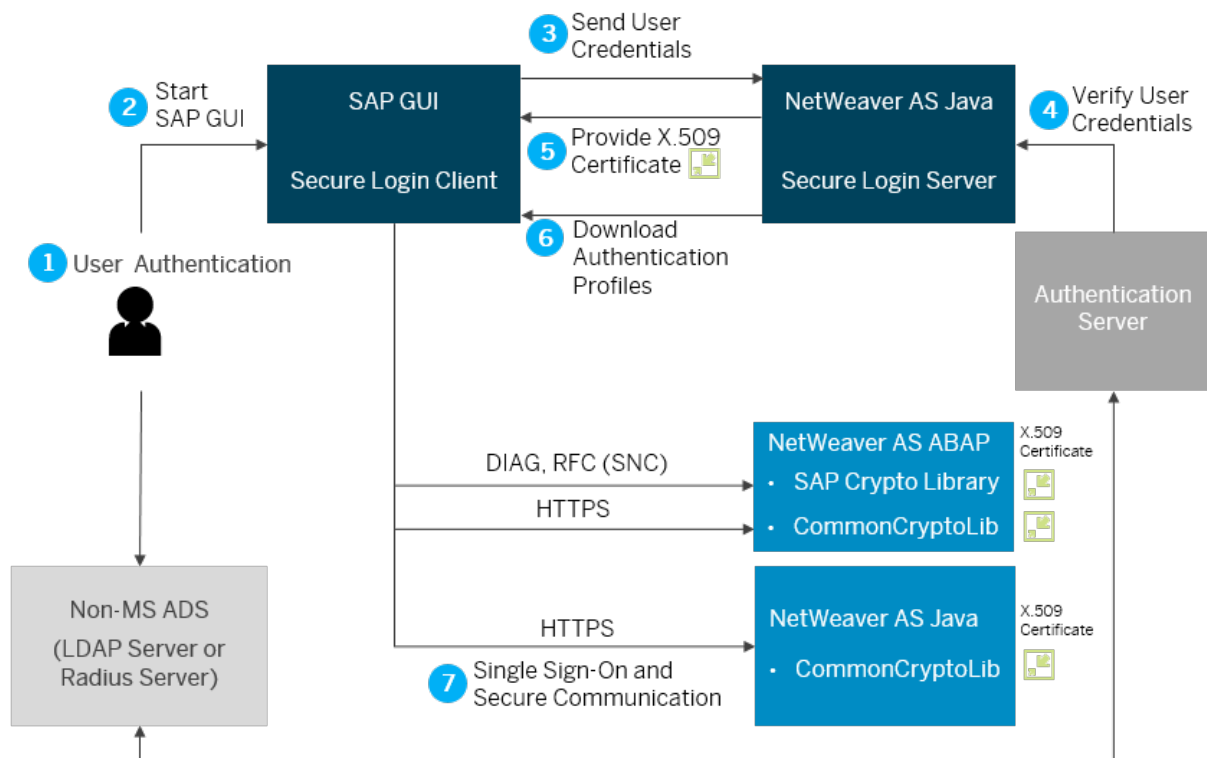 3
Send User
Credentials
2
Start
SAP GUI
SAP GUI
Secure Login Client
NetWeaver AS Java
Secure Login Server
4
Verify User
Credentials
5
Provide X.509
Certificate
6
Download
Authentication
Profiles
1
User Authentication
Authentication
Server
DIAG, RFC (SNC)
HTTPS
NetWeaver AS ABAP
• SAP Crypto Library
• CommonCryptoLib
X.509
Certificate
Non-MS ADS
(LDAP Server or
Radius Server)
HTTPS
7
Single Sign-On and
Secure Communication
NetWeaver AS Java
• CommonCryptoLib
X.509
Certificate